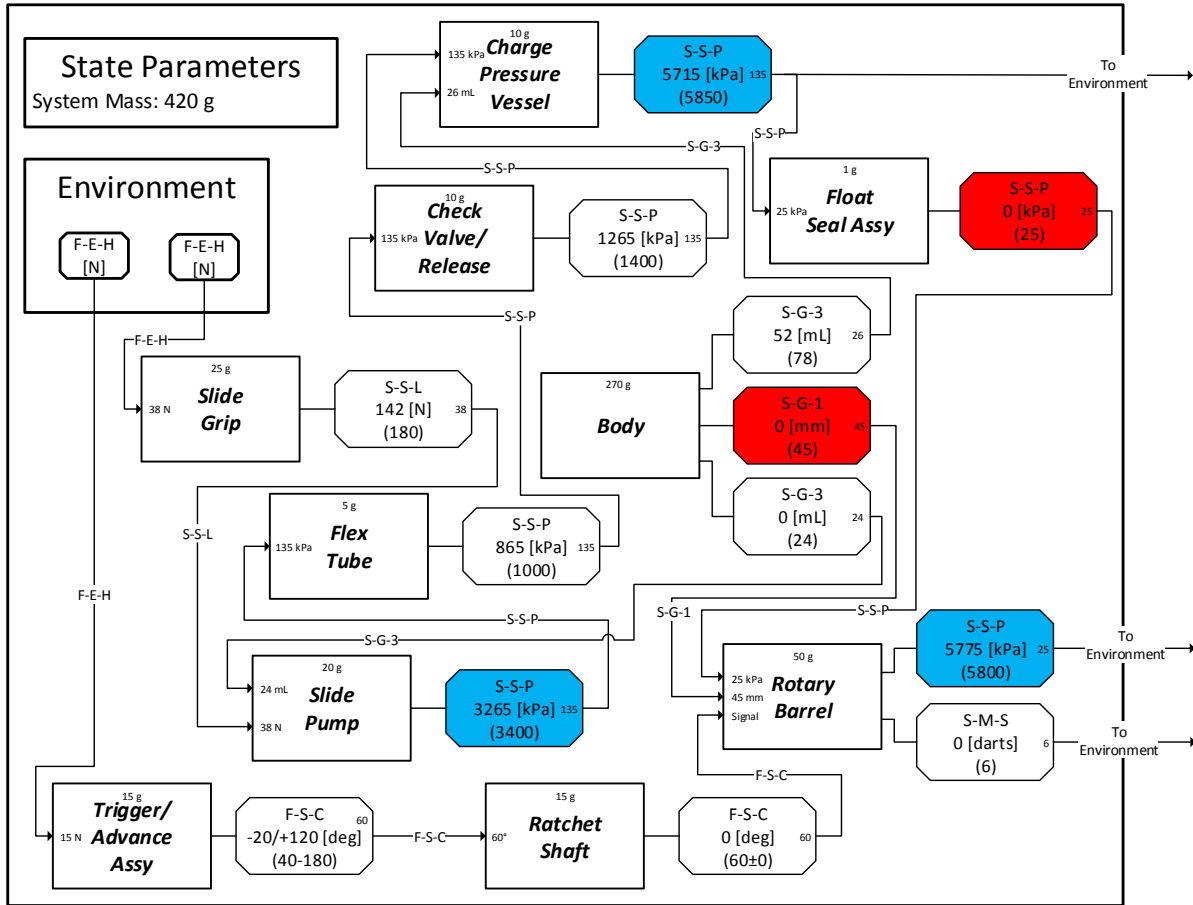 State Parameters
System Mass: 420 g
Environment
F-E-H
[N]
F-E-H
[N]
10 g
Charge
Pressure
Vessel
135 kPa
26 mL
S-S-P
5715 [kPa]
(5850)
135
To
Environment
S-S-P
S-G-3
S-S-P
1 g
Float
Seal Assy
25 kPa
S-S-P
0 [kPa]
(25)
25
10 g
Check
Valve/
Release
135 kPa
S-S-P
1265 [kPa]
(1400)
135
S-S-P
F-E-H
25 g
Slide
Grip
38 N
S-S-L
142 [N]
(180)
38
270 g
Body
S-G-3
52 [mL]
(78)
26
S-G-1
0 [mm]
(45)
45
S-G-3
0 [mL]
(24)
24
5 g
Flex
Tube
135 kPa
S-S-P
865 [kPa]
(1000)
135
S-S-L
F-E-H
S-S-P
S-G-3
S-G-1
S-S-P
20 g
Slide
Pump
24 mL
38 N
S-S-P
3265 [kPa]
(3400)
135
50 g
Rotary
Barrel
25 kPa
45 mm
Signal
S-S-P
5775 [kPa]
(5800)
25
To
Environment
S-M-S
0 [darts]
(6)
6
To
Environment
F-S-C
15 g
Trigger/
Advance
Assy
15 N
F-S-C
-20/+120 [deg]
(40-180)
60
F-S-C
15 g
Ratchet
Shaft
60°
F-S-C
0 [deg]
(60±0)
60